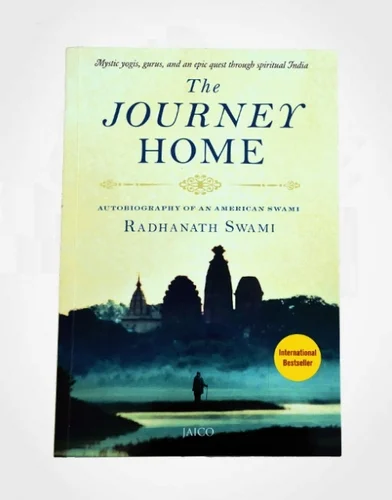 Mystic yogis, gurus, and an epic quest through spiritual India
The
JOURNEY
HOME
AUTOBIOGRAPHY OF AN AMERICAN SWAMI
RADHANATH SWAMI
International
Bestseller
JAICO